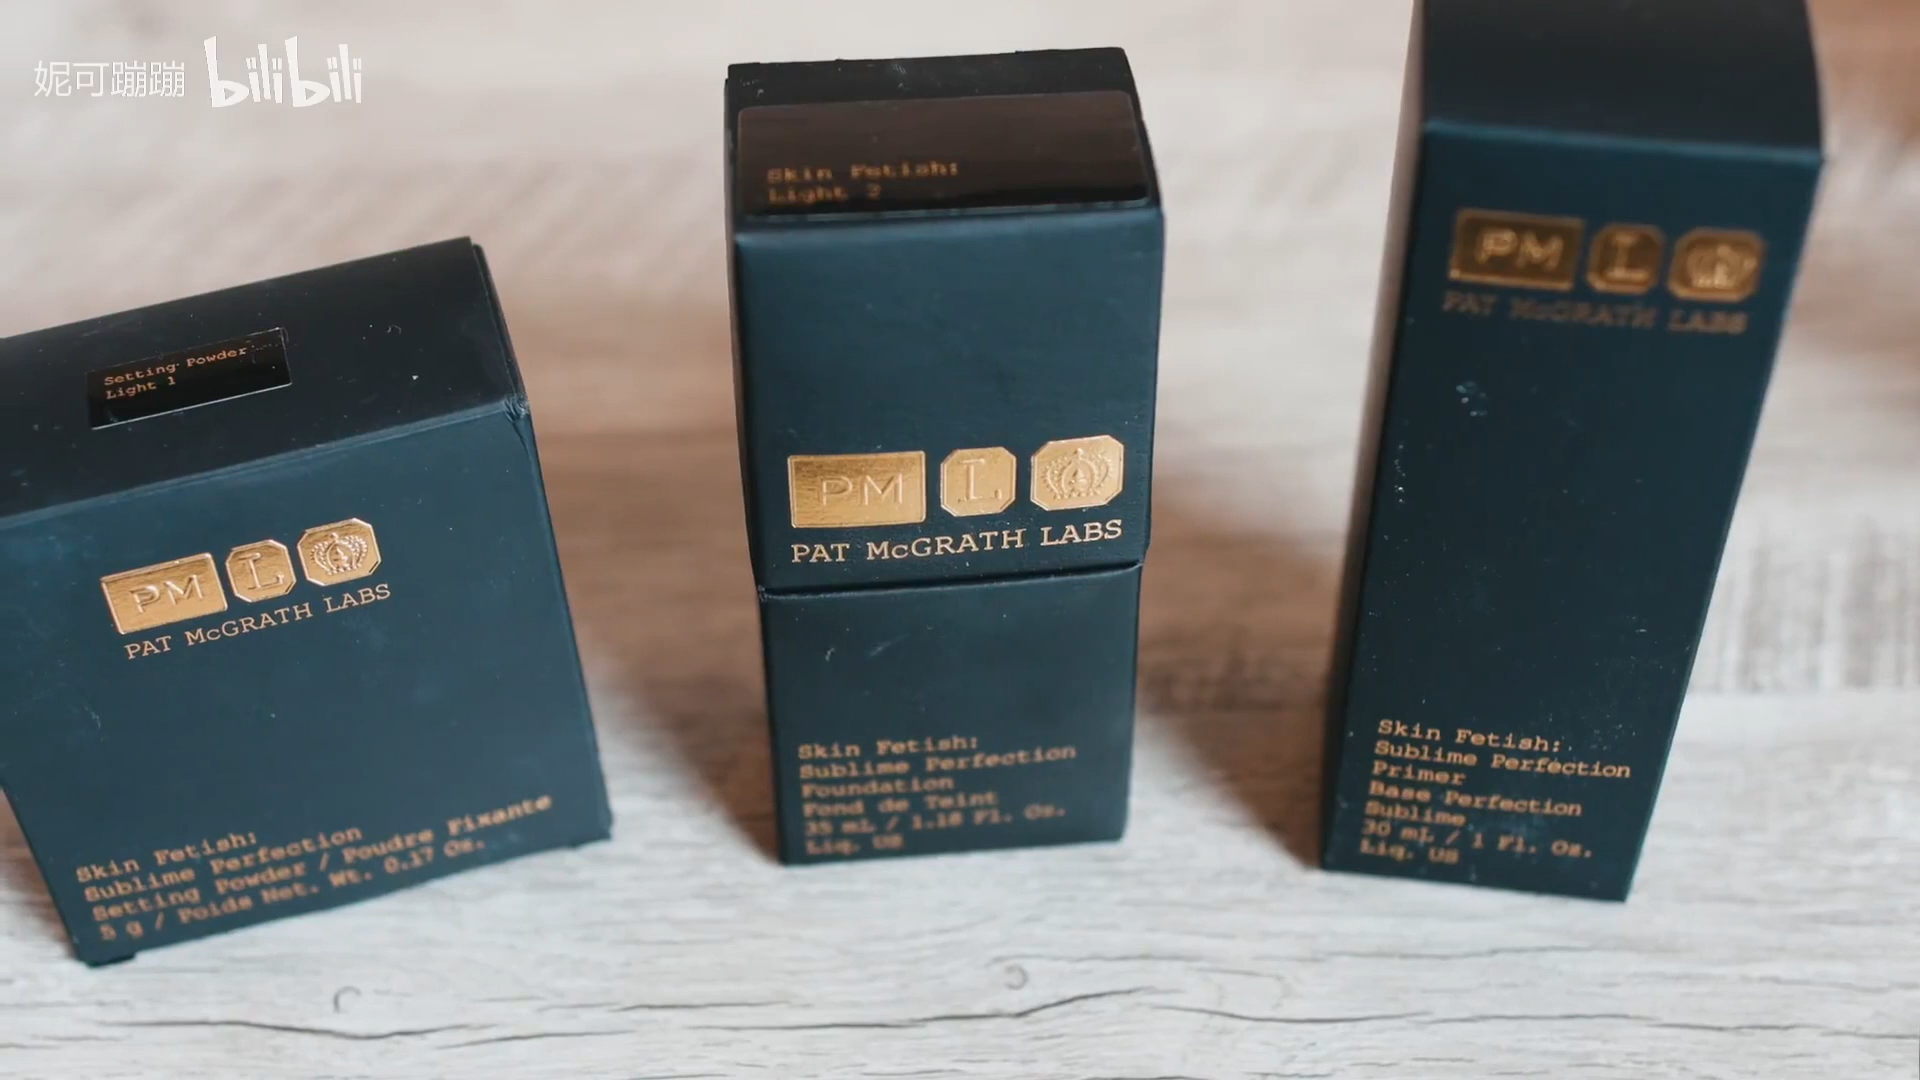 妮可蹦蹦 bilibili
Setting Powder
Light 1
PM L
PAT McGRATH LABS
Skin Fetish:
Sublime Perfection
Setting Powder / Poudre Fixante
5 g / Poids Net. Wt. 0.17 Oz.
Skin Fetish:
Light 2
PM L
PAT McGRATH LABS
Skin Fetish:
Sublime Perfection
Foundation
Fond de Teint
35 mL / 1.18 Fl. Oz.
Liq. US
PM L
PAT McGRATH LABS
Skin Fetish:
Sublime Perfection
Primer
Base Perfection
Sublime
30 mL / 1 Fl. Oz.
Liq. US